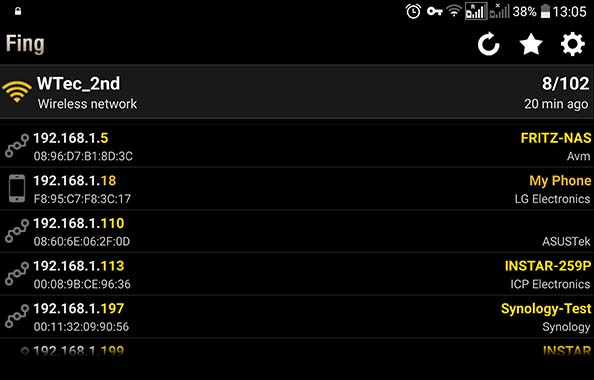 38% 13:05
Fing
WTec_2nd 8/102
Wireless network 20 min ago
192.168.1.5 FRITZ-NAS
08:96:D7:B1:8D:3C Avm
192.168.1.18 My Phone
F8:95:C7:F8:3C:17 LG Electronics
192.168.1.110
08:60:6E:06:2F:0D ASUSTek
192.168.1.113 INSTAR-259P
00:08:9B:CE:96:36 ICP Electronics
192.168.1.197 Synology-Test
00:11:32:09:90:56 Synology
192.168.1.199 INSTAR